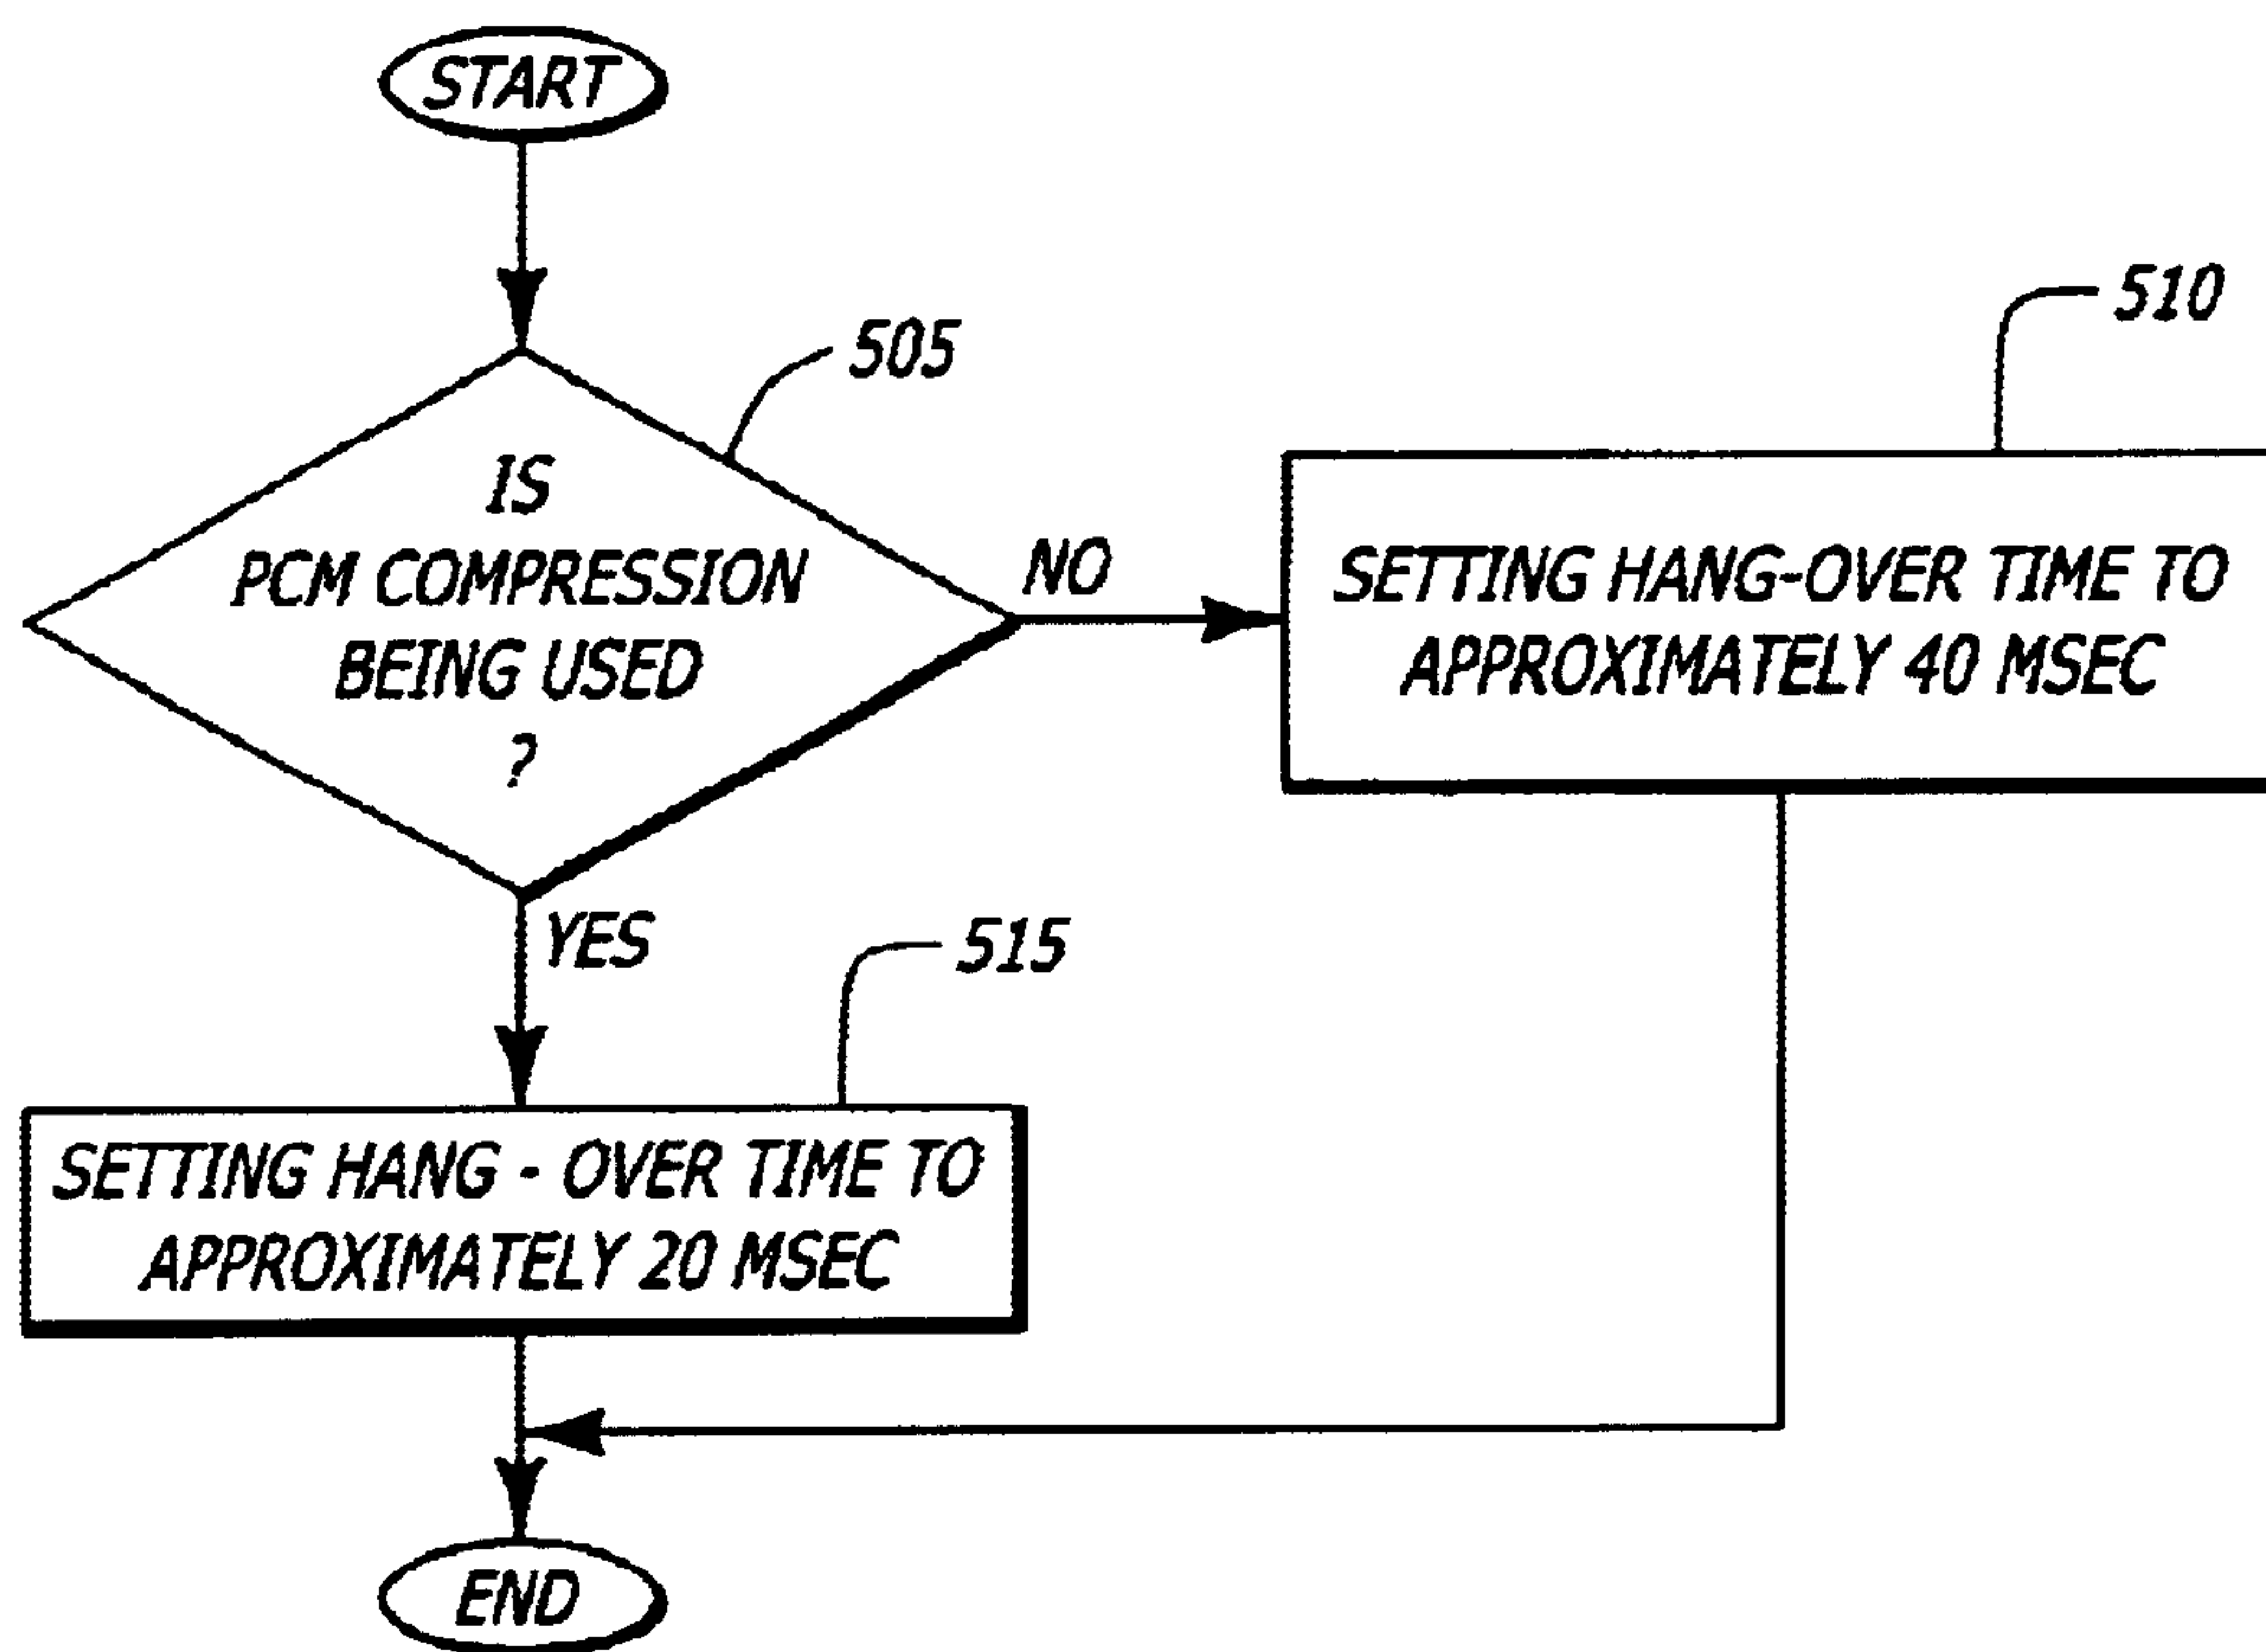 START
505
IS
PCM COMPRESSION
BEING USED
?
NO
510
SETTING HANG-OVER TIME TO
APPROXIMATELY 40 MSEC
YES
515
SETTING HANG - OVER TIME TO
APPROXIMATELY 20 MSEC
END